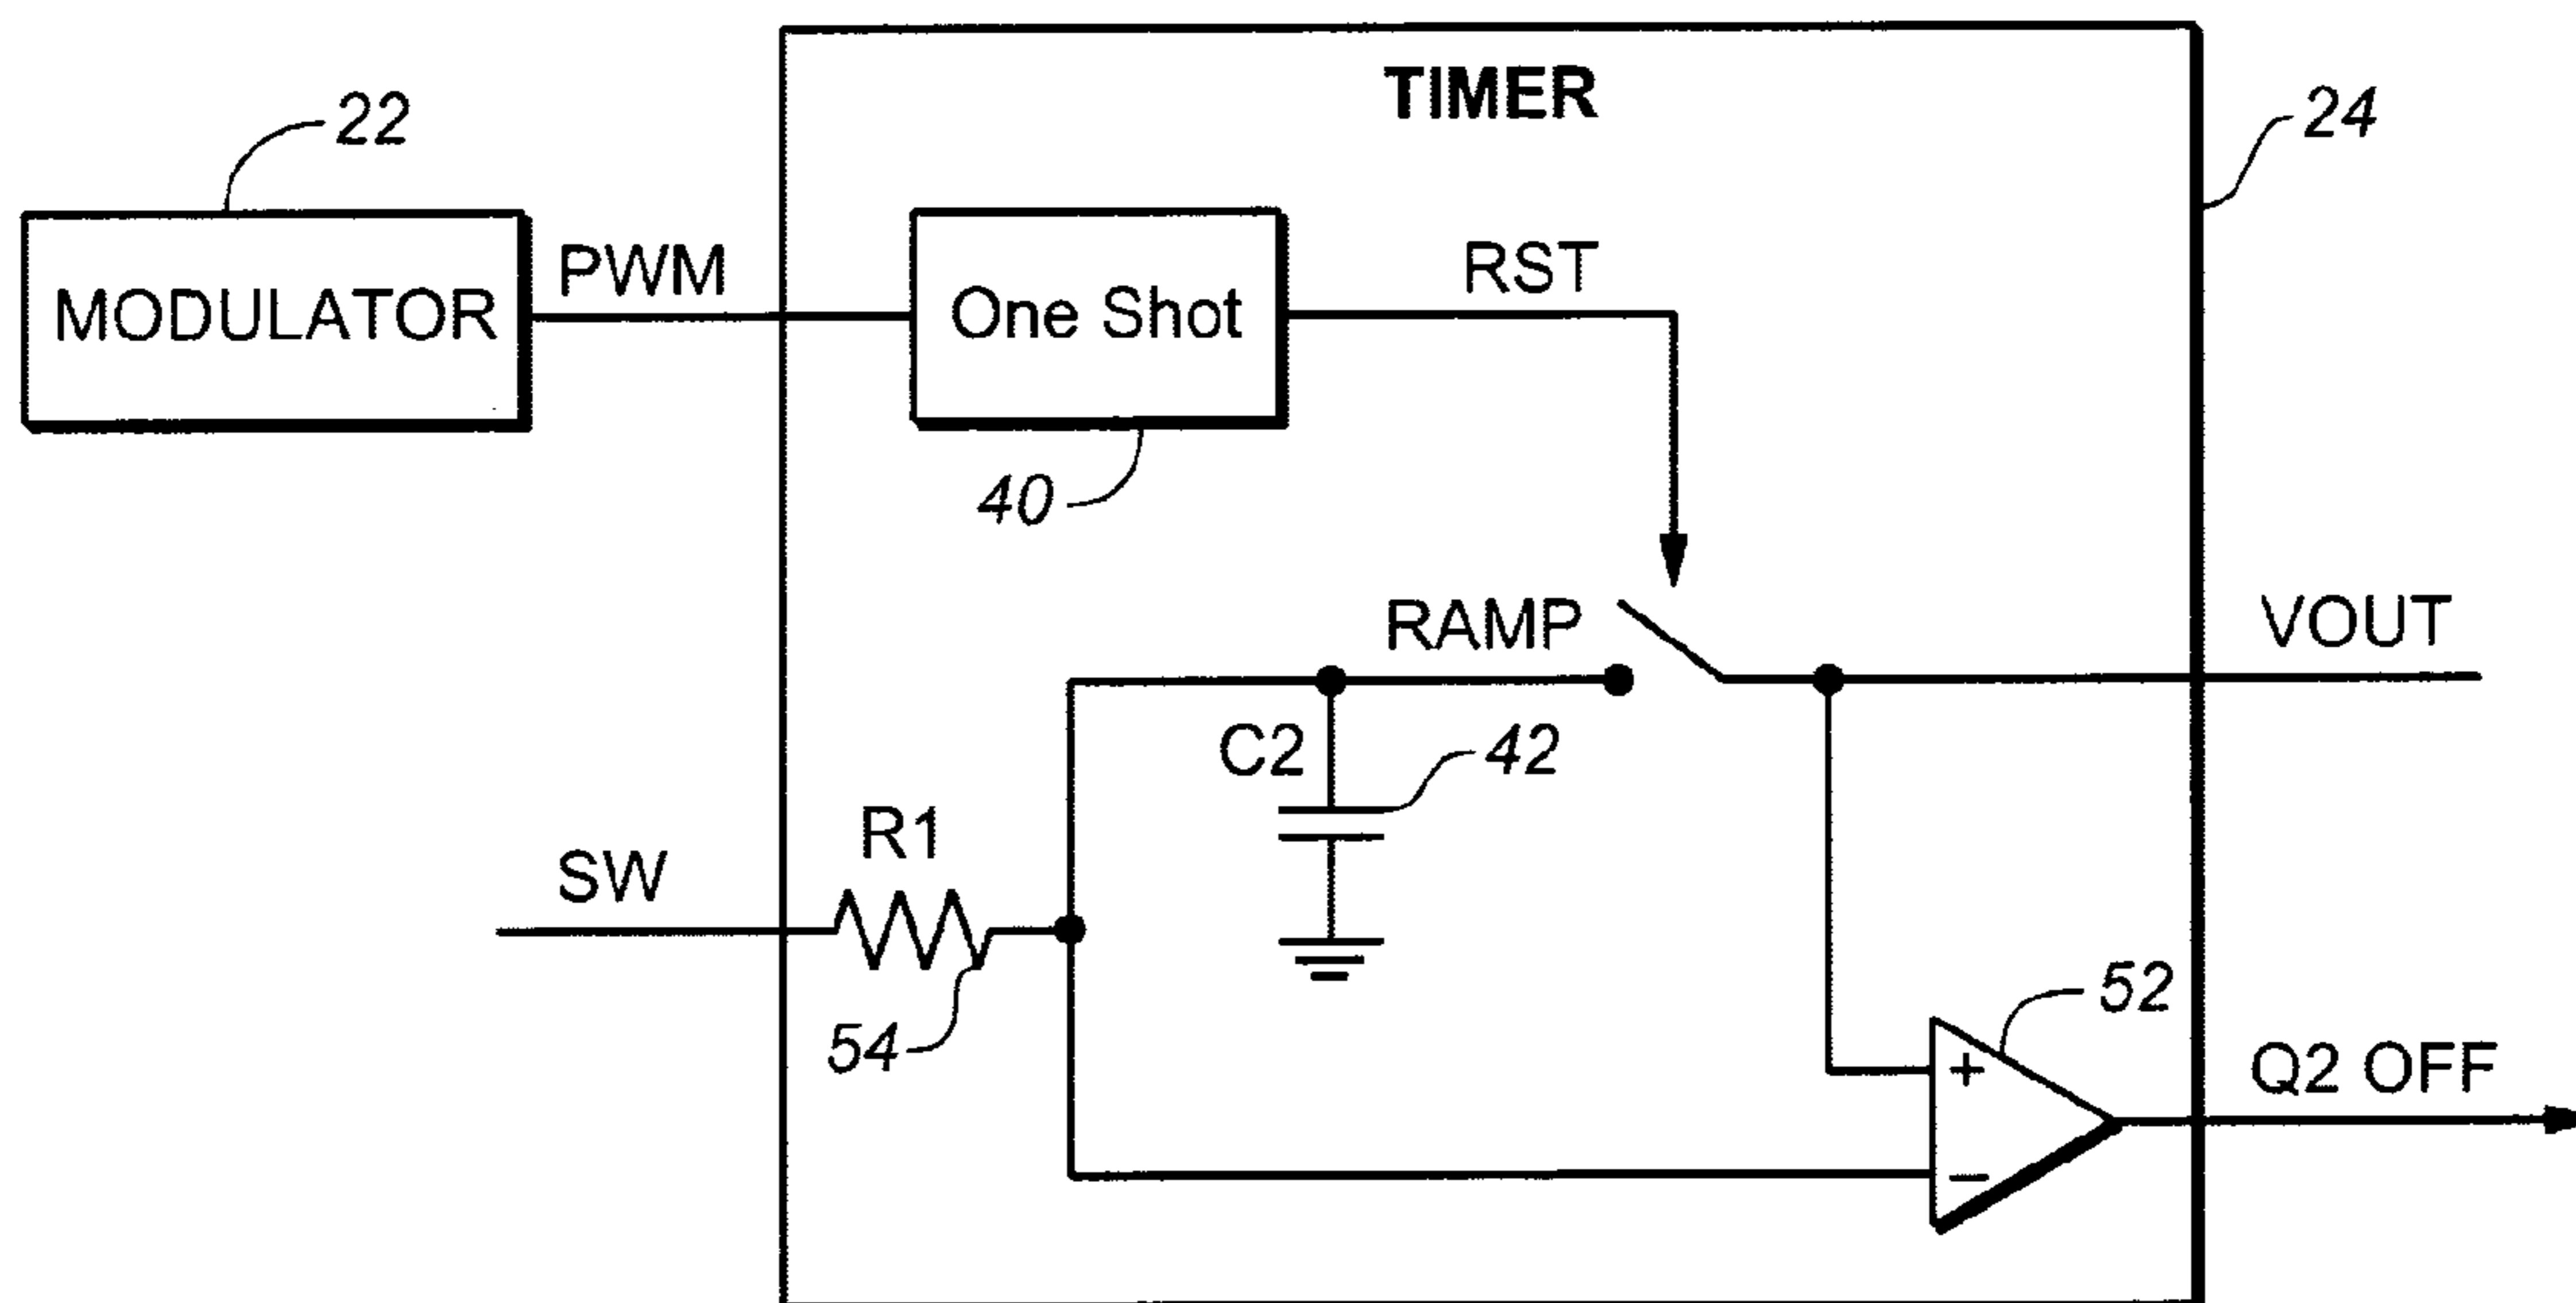 TIMER
22
24
MODULATOR
PWM
One Shot
RST
40
RAMP
VOUT
C2
42
R1
SW
54
52
+
−
Q2 OFF